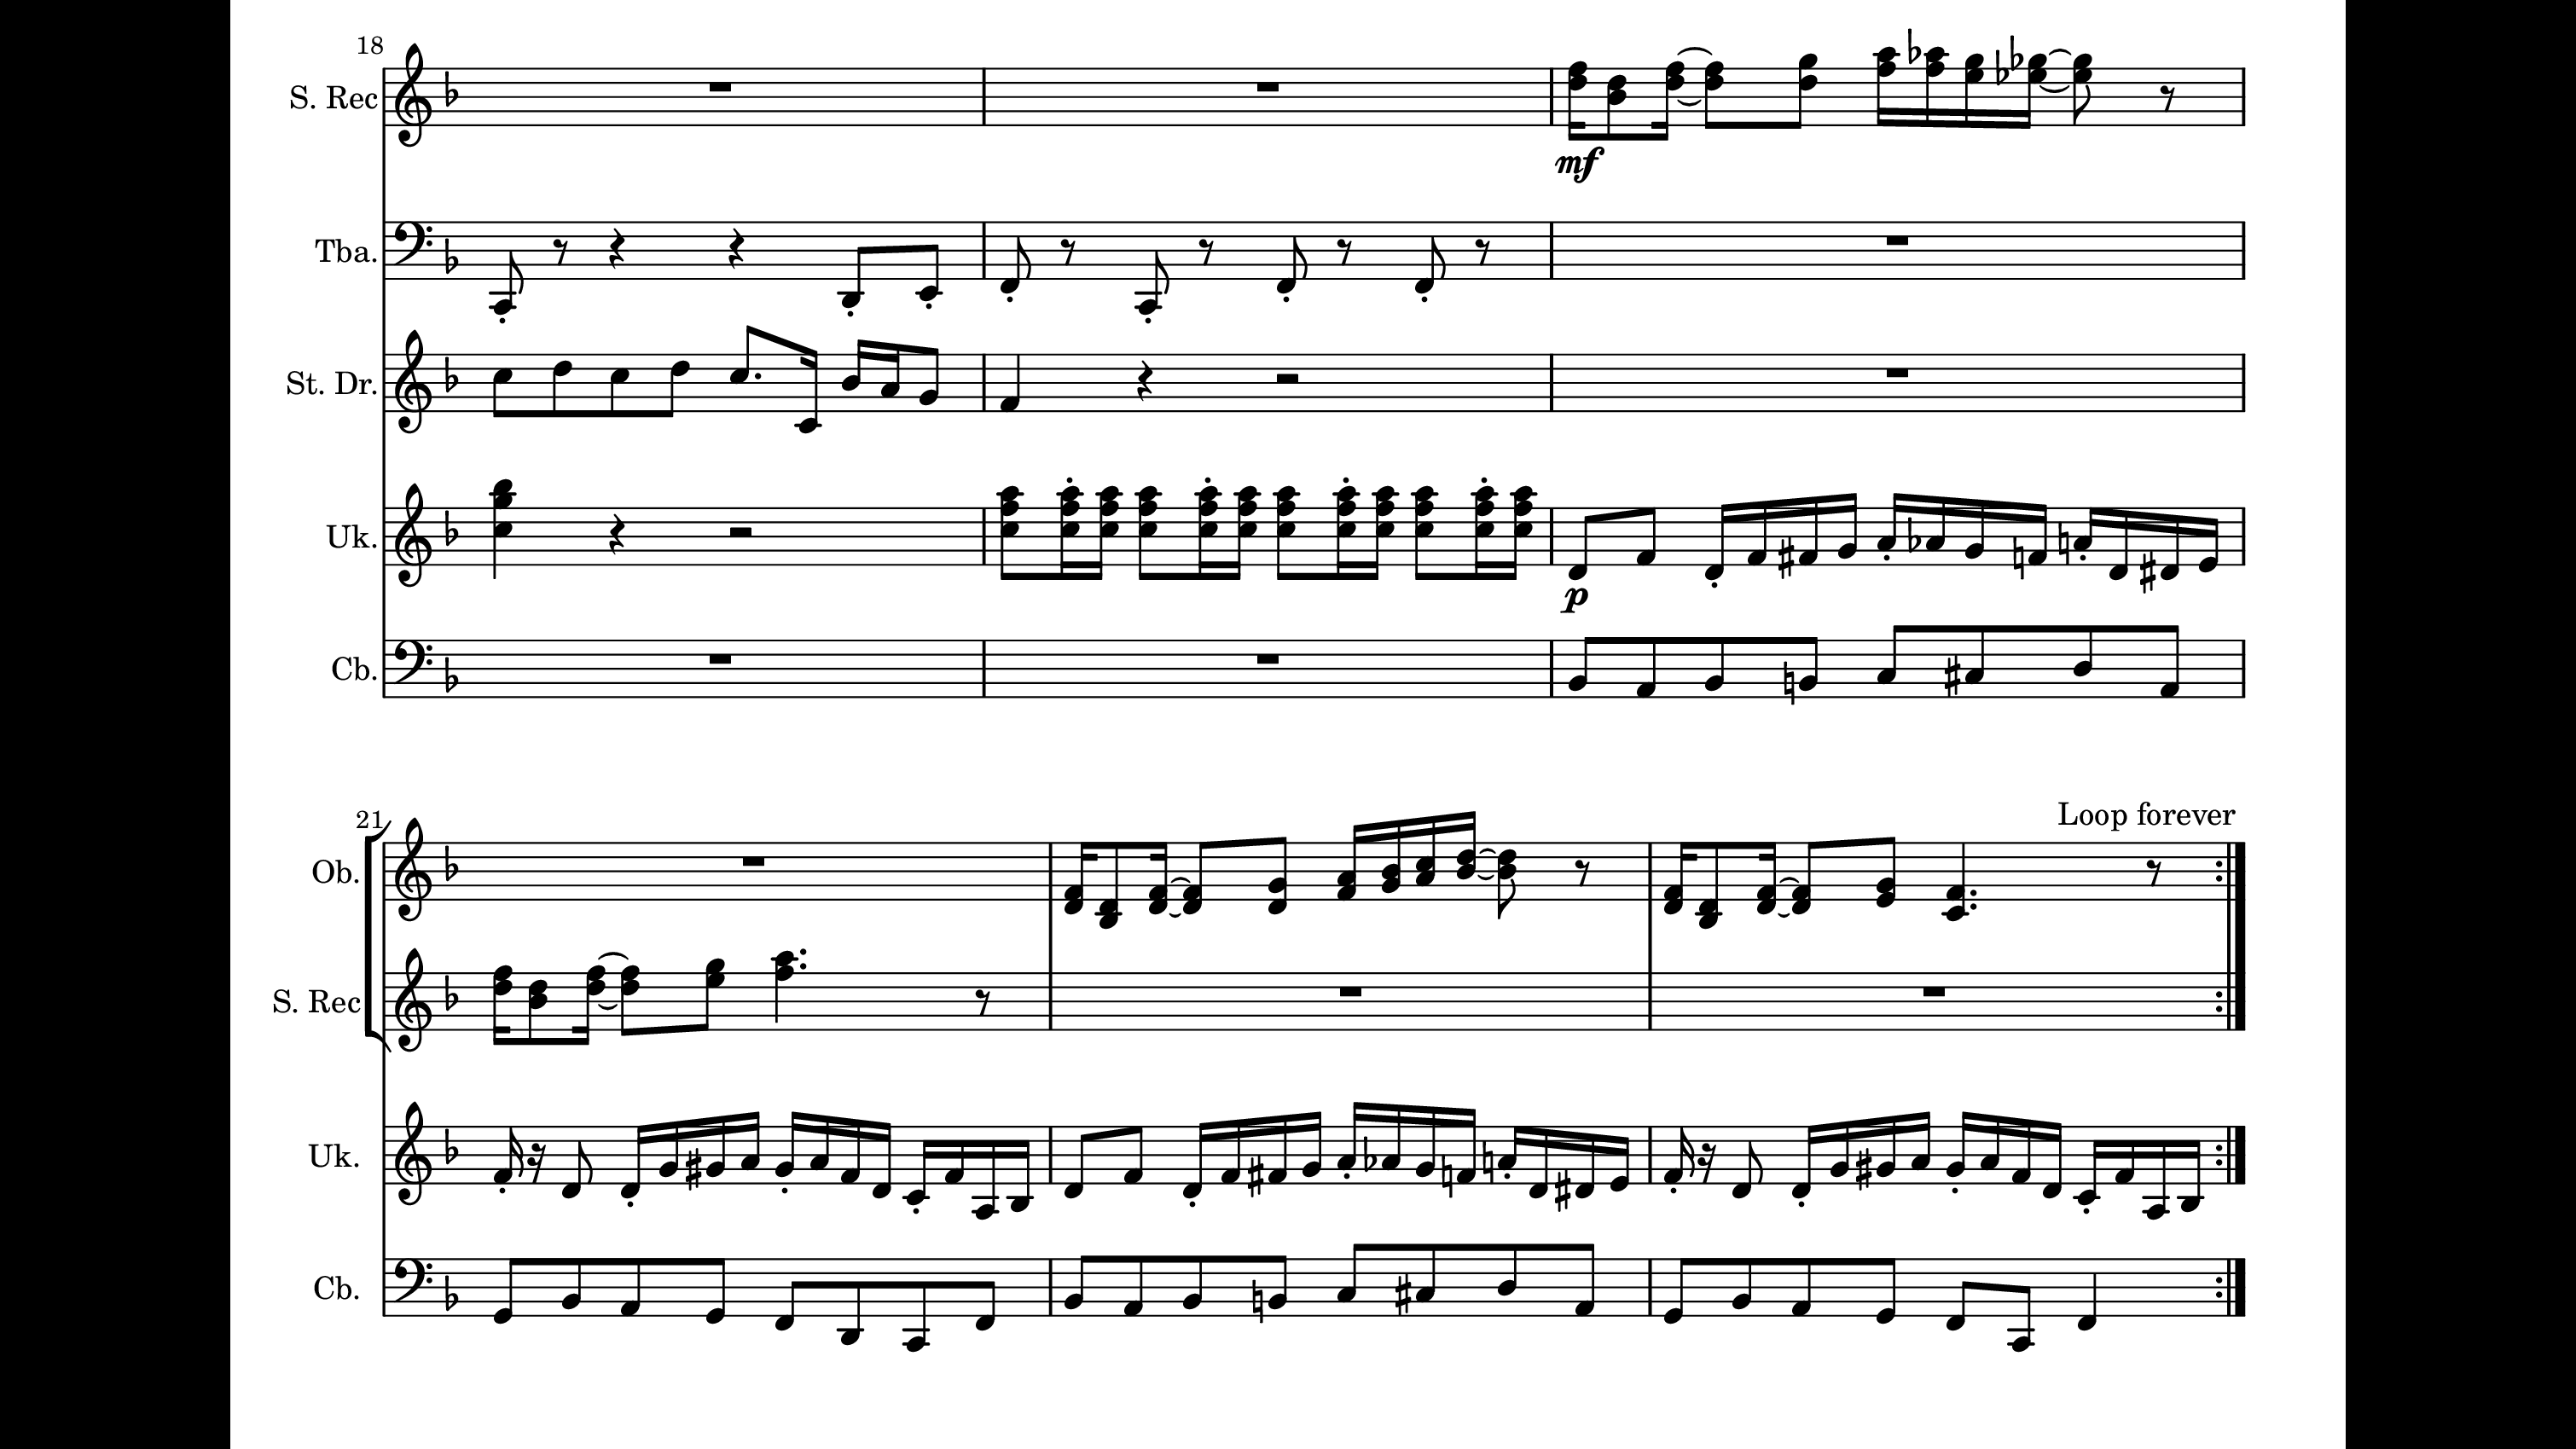 18
S. Rec
mf
Tba.
St. Dr.
Uk.
p
Cb.
Loop forever
21
Ob.
S. Rec
Uk.
Cb.